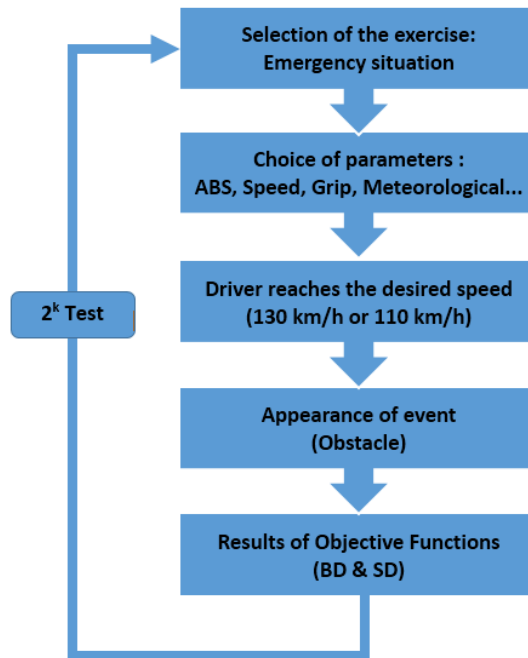 Selection of the exercise:
Emergency situation
Choice of parameters :
ABS, Speed, Grip, Meteorological...
Driver reaches the desired speed
(130 km/h or 110 km/h)
2ᵏ Test
Appearance of event
(Obstacle)
Results of Objective Functions
(BD & SD)